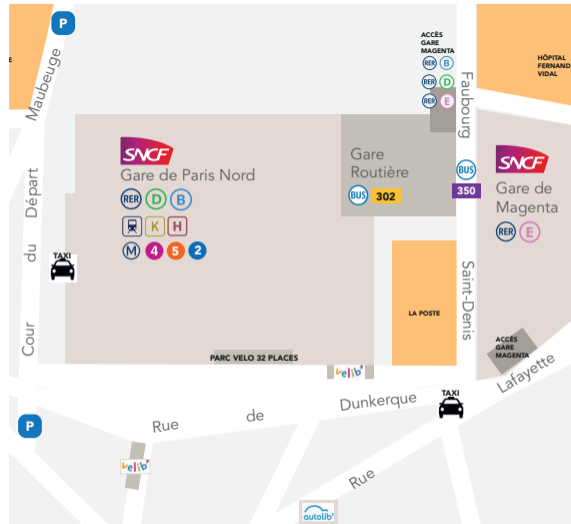 P
Maubeuge
ACCÈS
GARE
MAGENTA
RER B
RER D
RER E
Faubourg
HÔPITAL
FERNAND
VIDAL
SNCF
Gare de Paris Nord
RER D B
K H
M 4 5 2
Gare
Routière
BUS 302
BUS
350
SNCF
Gare de
Magenta
RER E
Départ
du
Cour
TAXI
Saint-Denis
LA POSTE
PARC VELO 32 PLACES
velib'
ACCÈS
GARE
MAGENTA
Lafayette
TAXI
Rue de Dunkerque
P
velib'
Rue
autolib'